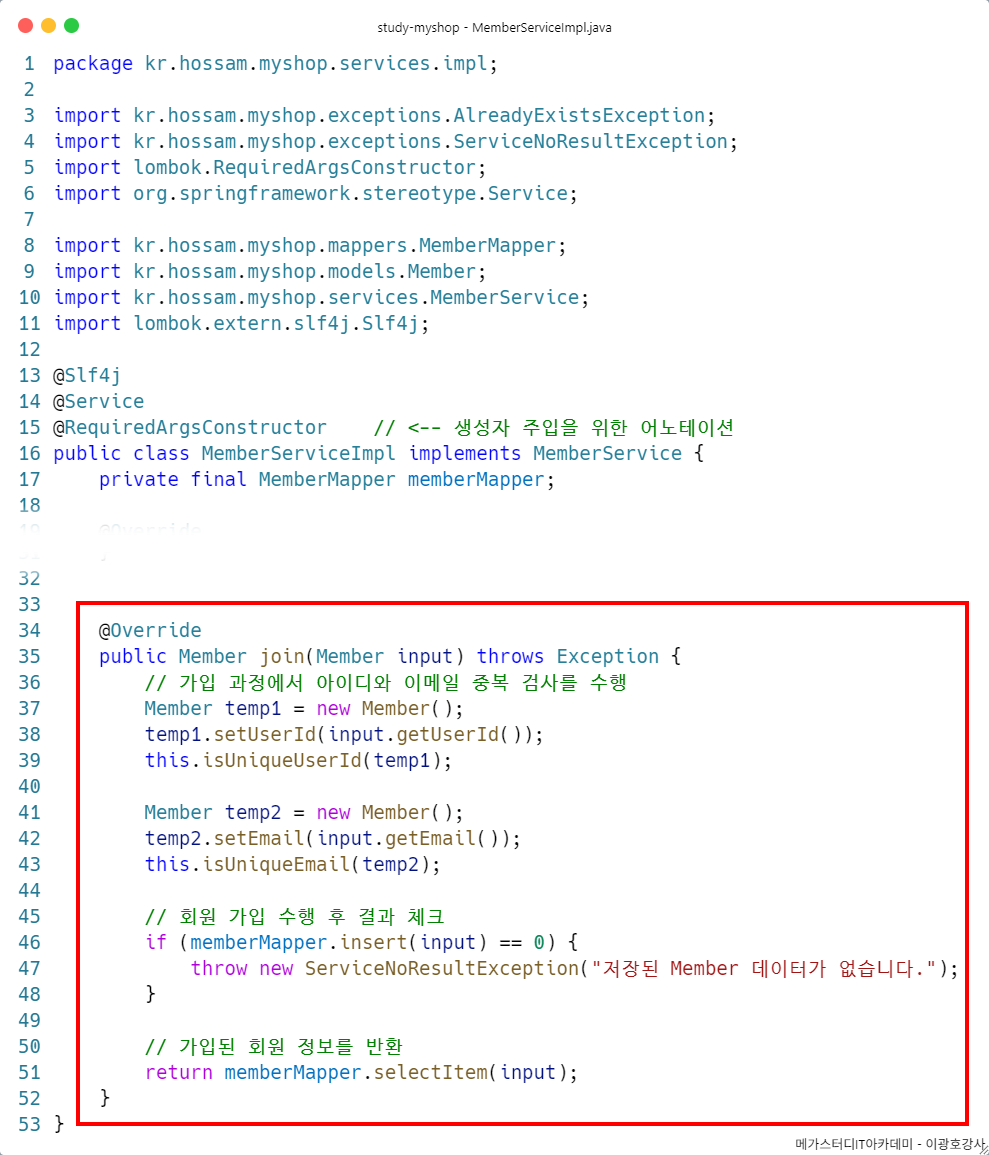 study-myshop - MemberServiceImpl.java
1 package kr.hossam.myshop.services.impl;
2
3 import kr.hossam.myshop.exceptions.AlreadyExistsException;
4 import kr.hossam.myshop.exceptions.ServiceNoResultException;
5 import lombok.RequiredArgsConstructor;
6 import org.springframework.stereotype.Service;
7
8 import kr.hossam.myshop.mappers.MemberMapper;
9 import kr.hossam.myshop.models.Member;
10 import kr.hossam.myshop.services.MemberService;
11 import lombok.extern.slf4j.Slf4j;
12
13 @Slf4j
14 @Service
15 @RequiredArgsConstructor    // <-- 생성자 주입을 위한 어노테이션
16 public class MemberServiceImpl implements MemberService {
17     private final MemberMapper memberMapper;
18
19     @Override
31     }
32
33
34     @Override
35     public Member join(Member input) throws Exception {
36         // 가입 과정에서 아이디와 이메일 중복 검사를 수행
37         Member temp1 = new Member();
38         temp1.setUserId(input.getUserId());
39         this.isUniqueUserId(temp1);
40
41         Member temp2 = new Member();
42         temp2.setEmail(input.getEmail());
43         this.isUniqueEmail(temp2);
44
45         // 회원 가입 수행 후 결과 체크
46         if (memberMapper.insert(input) == 0) {
47             throw new ServiceNoResultException("저장된 Member 데이터가 없습니다.");
48         }
49
50         // 가입된 회원 정보를 반환
51         return memberMapper.selectItem(input);
52     }
53 }
메가스터디IT아카데미 - 이광호강사